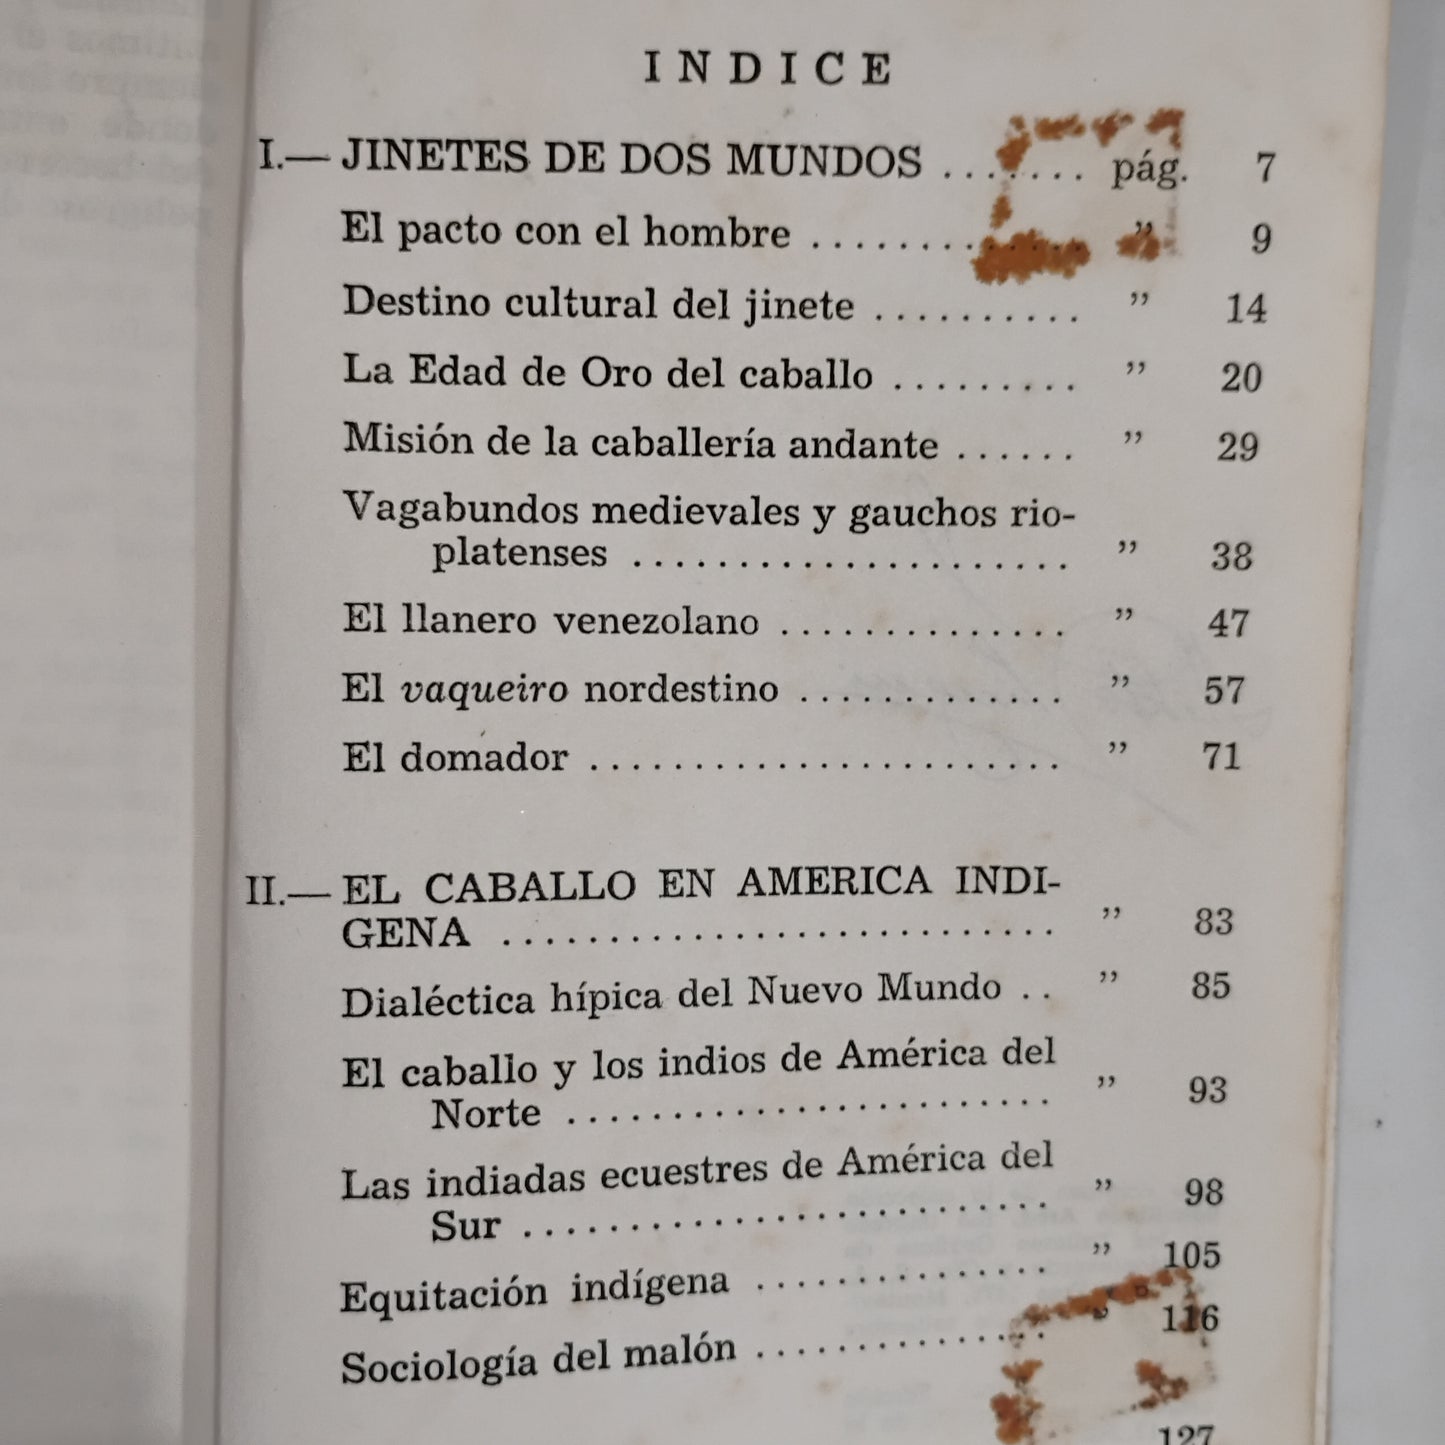 INDICE
I.— JINETES DE DOS MUNDOS ....... pág. 7
El pacto con el hombre ............ ” 9
Destino cultural del jinete .......... ” 14
La Edad de Oro del caballo ......... ” 20
Misión de la caballería andante ...... ” 29
Vagabundos medievales y gauchos rio-
platenses ..................... ” 38
El llanero venezolano .............. ” 47
El vaqueiro nordestino ............. ” 57
El domador ....................... ” 71
II.— EL CABALLO EN AMERICA INDI-
GENA .......................... ” 83
Dialéctica hípica del Nuevo Mundo .. ” 85
El caballo y los indios de América del
Norte ........................ ” 93
Las indiadas ecuestres de América del
Sur .......................... ” 98
Equitación indígena ............... ” 105
Sociología del malón ............... ” 116
127